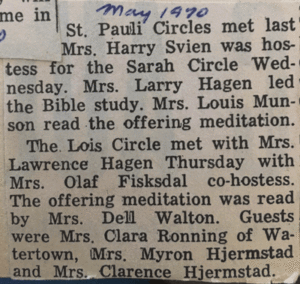 me in
May 1970
St. Pauli Circles met last
Mrs. Harry Svien was hos-
tess for the Sarah Circle Wed-
nesday. Mrs. Larry Hagen led
the Bible study. Mrs. Louis Mun-
son read the offering meditation.
The Lois Circle met with Mrs.
Lawrence Hagen Thursday with
Mrs. Olaf Fisksdal co-hostess.
The offering meditation was read
by Mrs. Dell Walton. Guests
were Mrs. Clara Ronning of Wa-
tertown, Mrs. Myron Hjermstad
and Mrs. Clarence Hjermstad.